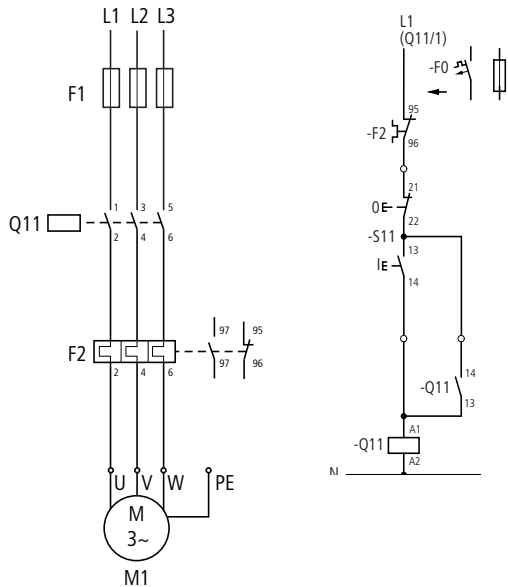 L1 L2 L3
F1
Q11
1 3 5
2 4 6
F2
97 95
97 96
2 4 6
U V W PE
M
3~
M1
L1
(Q11/1)
-F0
95
-F2
96
21
0E
22
-S11
13
IE
14
14
-Q11
13
A1
-Q11
A2
N